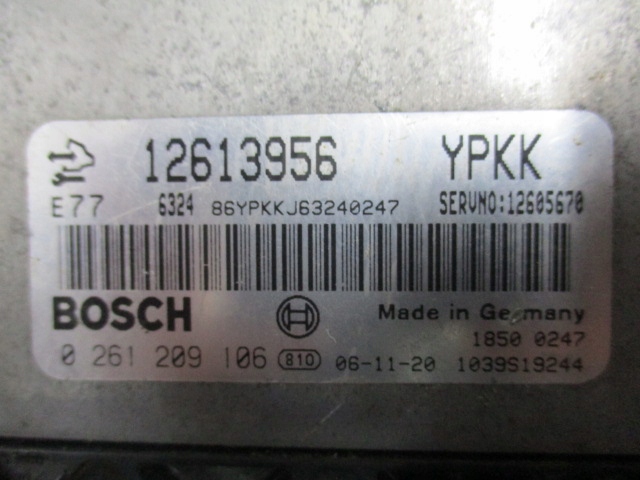 12613956 YPKK
E77 6324 86YPKKJ63240247 SERVNO:12605670
BOSCH Made in Germany
1850 0247
0 261 209 106 810 06-11-20 1039S19244